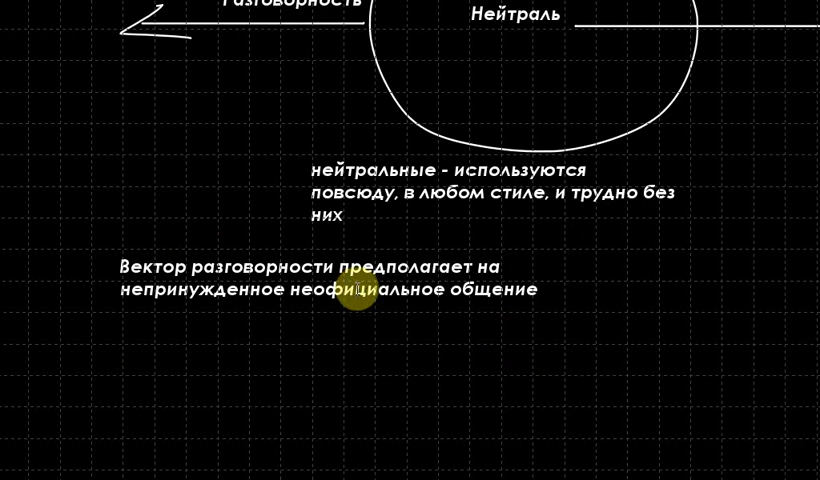 Разговорность
Нейтраль
нейтральные - используются
повсюду, в любом стиле, и трудно без
них
Вектор разговорности предполагает на
непринужденное неофициальное общение